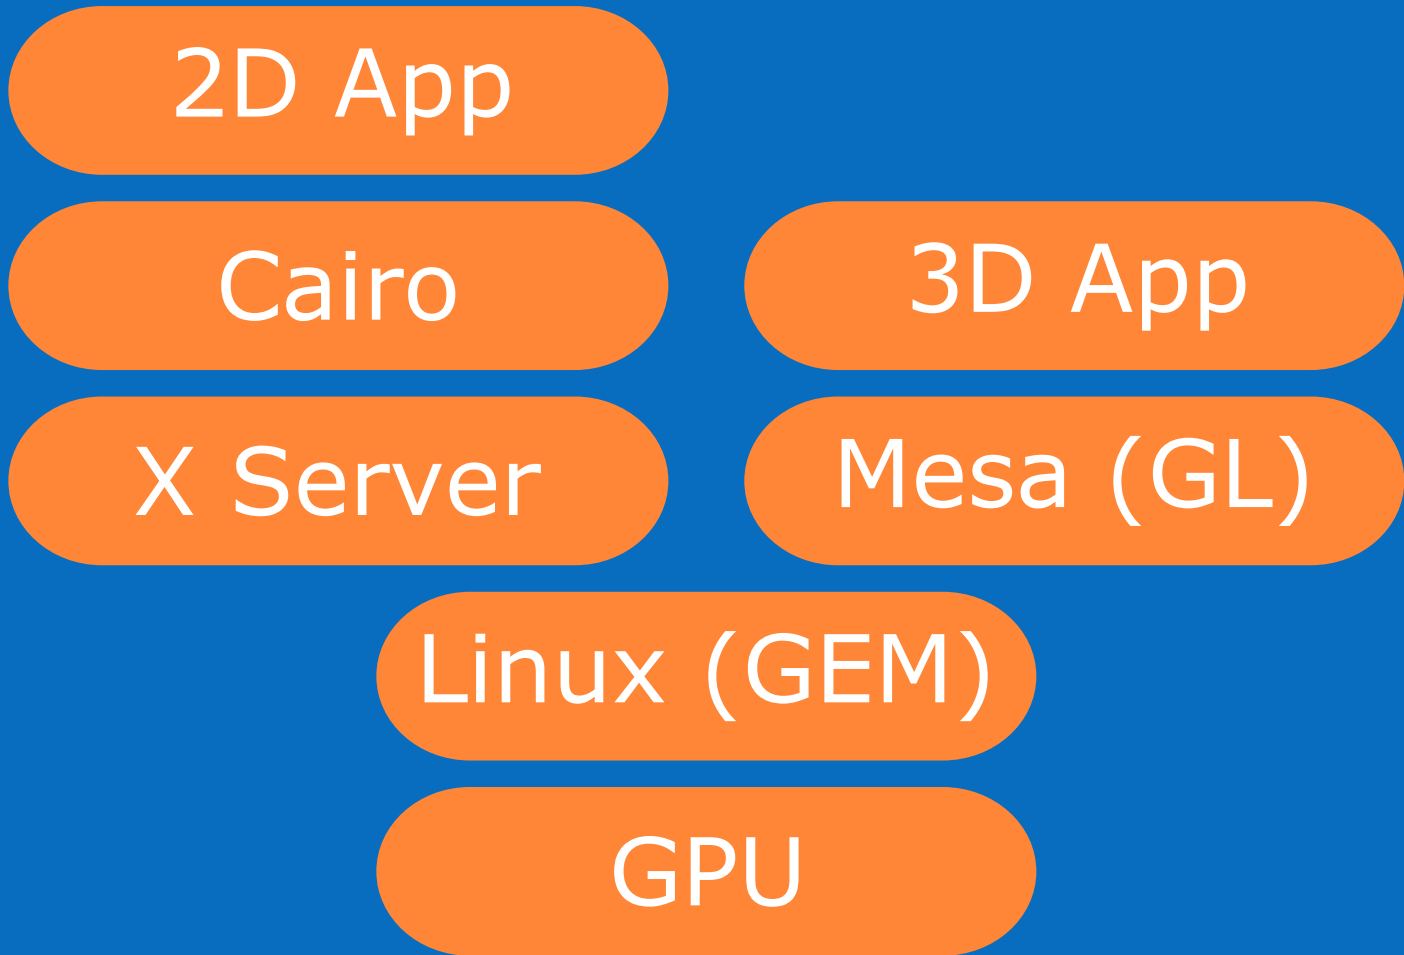 2D App
Cairo
3D App
X Server
Mesa (GL)
Linux (GEM)
GPU